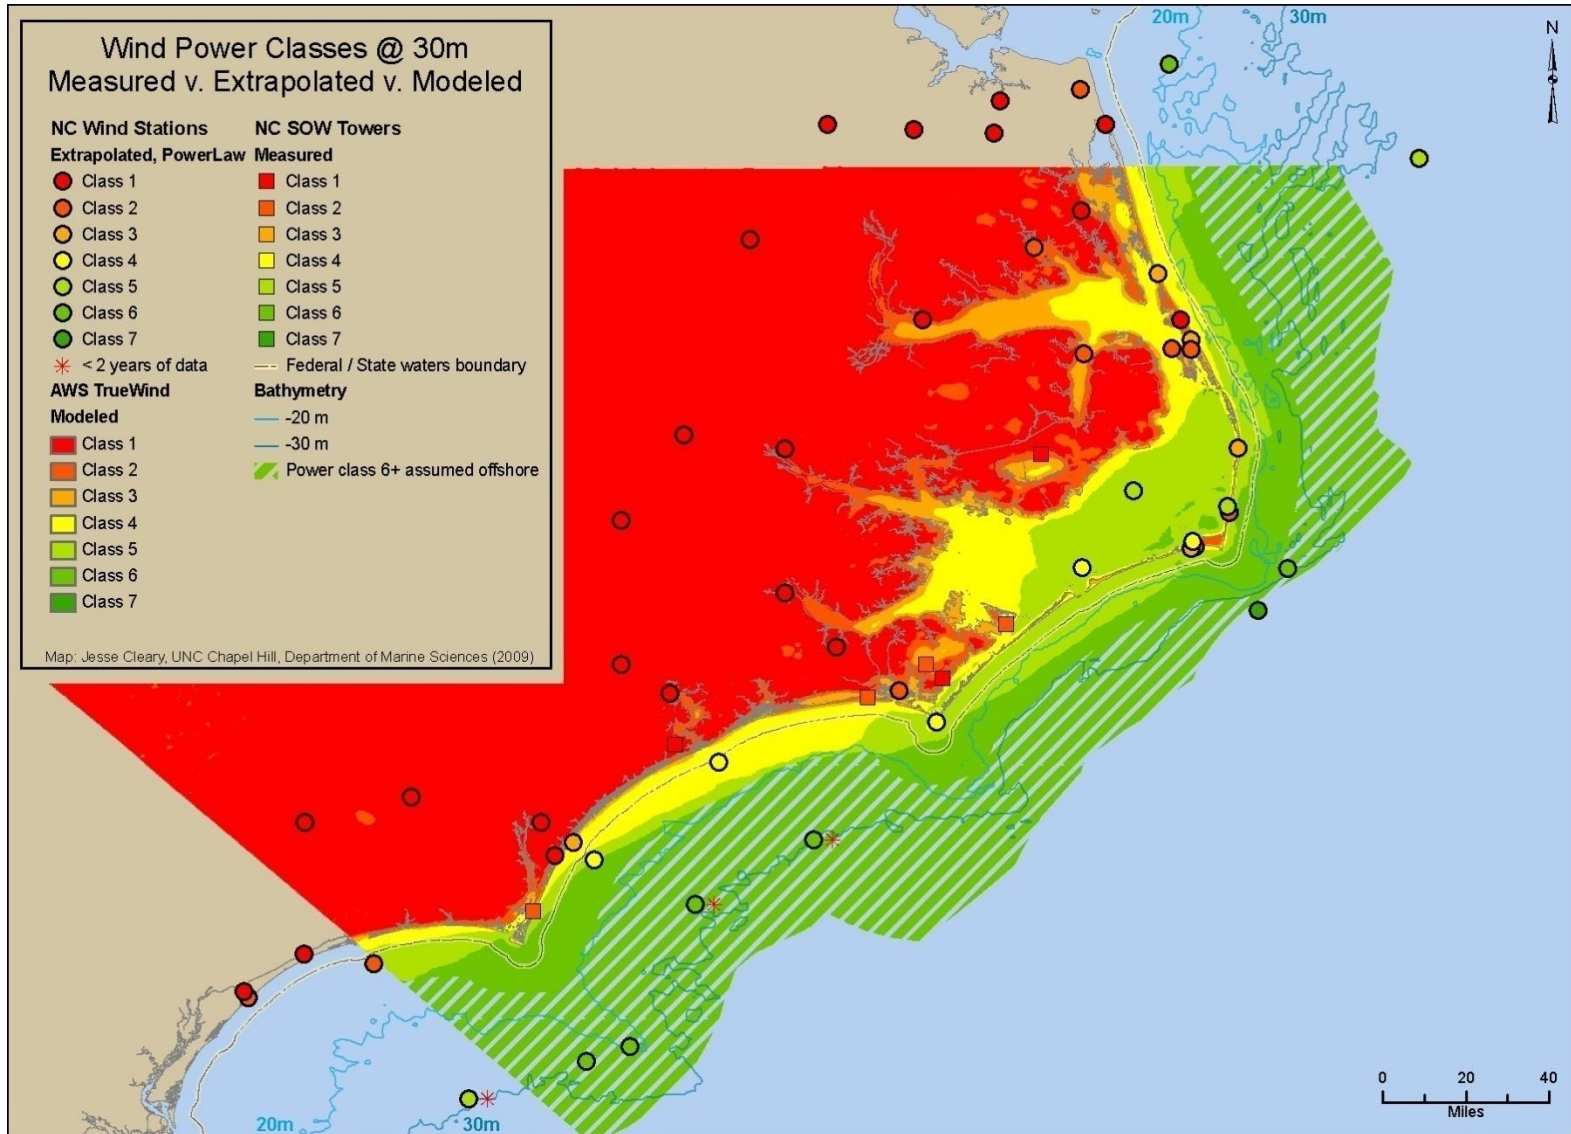 Wind Power Classes @ 30m
Measured v. Extrapolated v. Modeled
NC Wind Stations
Extrapolated, PowerLaw
Class 1
Class 2
Class 3
Class 4
Class 5
Class 6
Class 7
< 2 years of data
AWS TrueWind
Modeled
Class 1
Class 2
Class 3
Class 4
Class 5
Class 6
Class 7
NC SOW Towers
Measured
Class 1
Class 2
Class 3
Class 4
Class 5
Class 6
Class 7
Federal / State waters boundary
Bathymetry
-20 m
-30 m
Power class 6+ assumed offshore
Map: Jesse Cleary, UNC Chapel Hill, Department of Marine Sciences (2009)
20m
30m
N
20m
30m
0 20 40
Miles